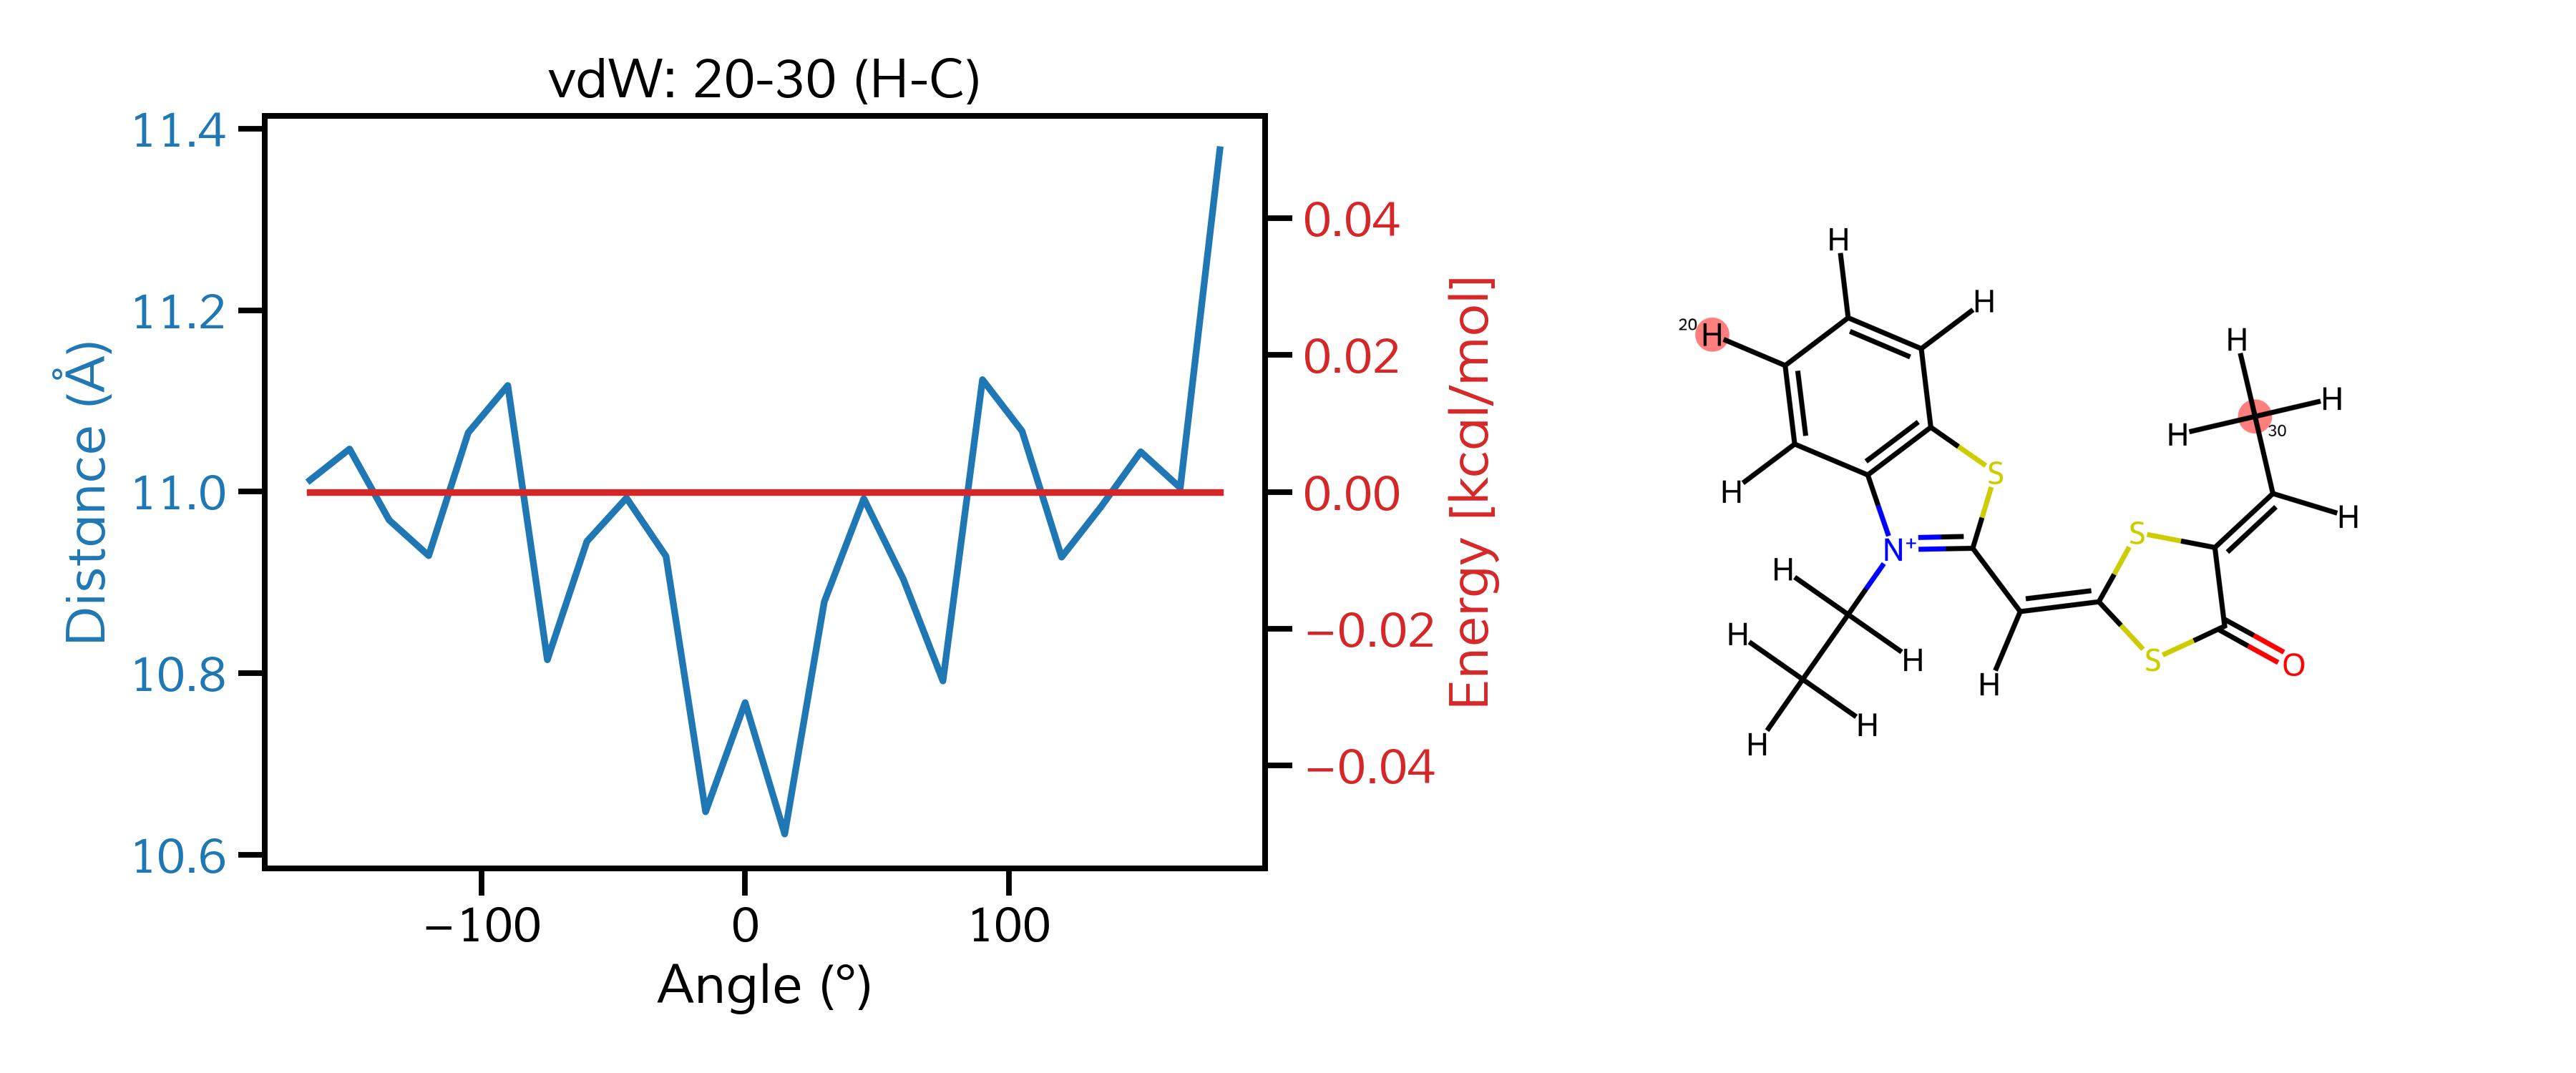 vdW: 20-30 (H-C)
11.4
11.2
11.0
10.8
10.6
Distance (Å)
−100
0
100
Angle (°)
0.04
0.02
0.00
−0.02
−0.04
Energy [kcal/mol]
H
H
20 H
H
H
H
H
30
S
H
H
S
N+
H
H
H
S
O
H
H
H